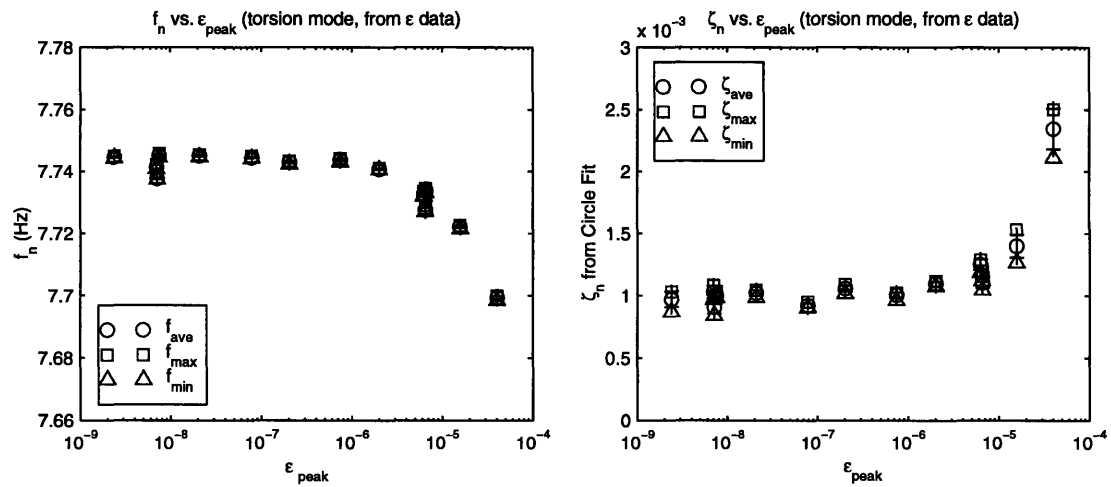 f_n vs. ε_peak (torsion mode, from ε data)
7.78
7.76
7.74
7.72
7.7
7.68
7.66
f_n (Hz)
f_ave
f_max
f_min
10^-9
10^-8
10^-7
10^-6
10^-5
10^-4
ε_peak
ζ_n vs. ε_peak (torsion mode, from ε data)
x 10^-3
3
2.5
2
1.5
1
0.5
0
ζ_n from Circle Fit
ζ_ave
ζ_max
ζ_min
10^-9
10^-8
10^-7
10^-6
10^-5
10^-4
ε_peak